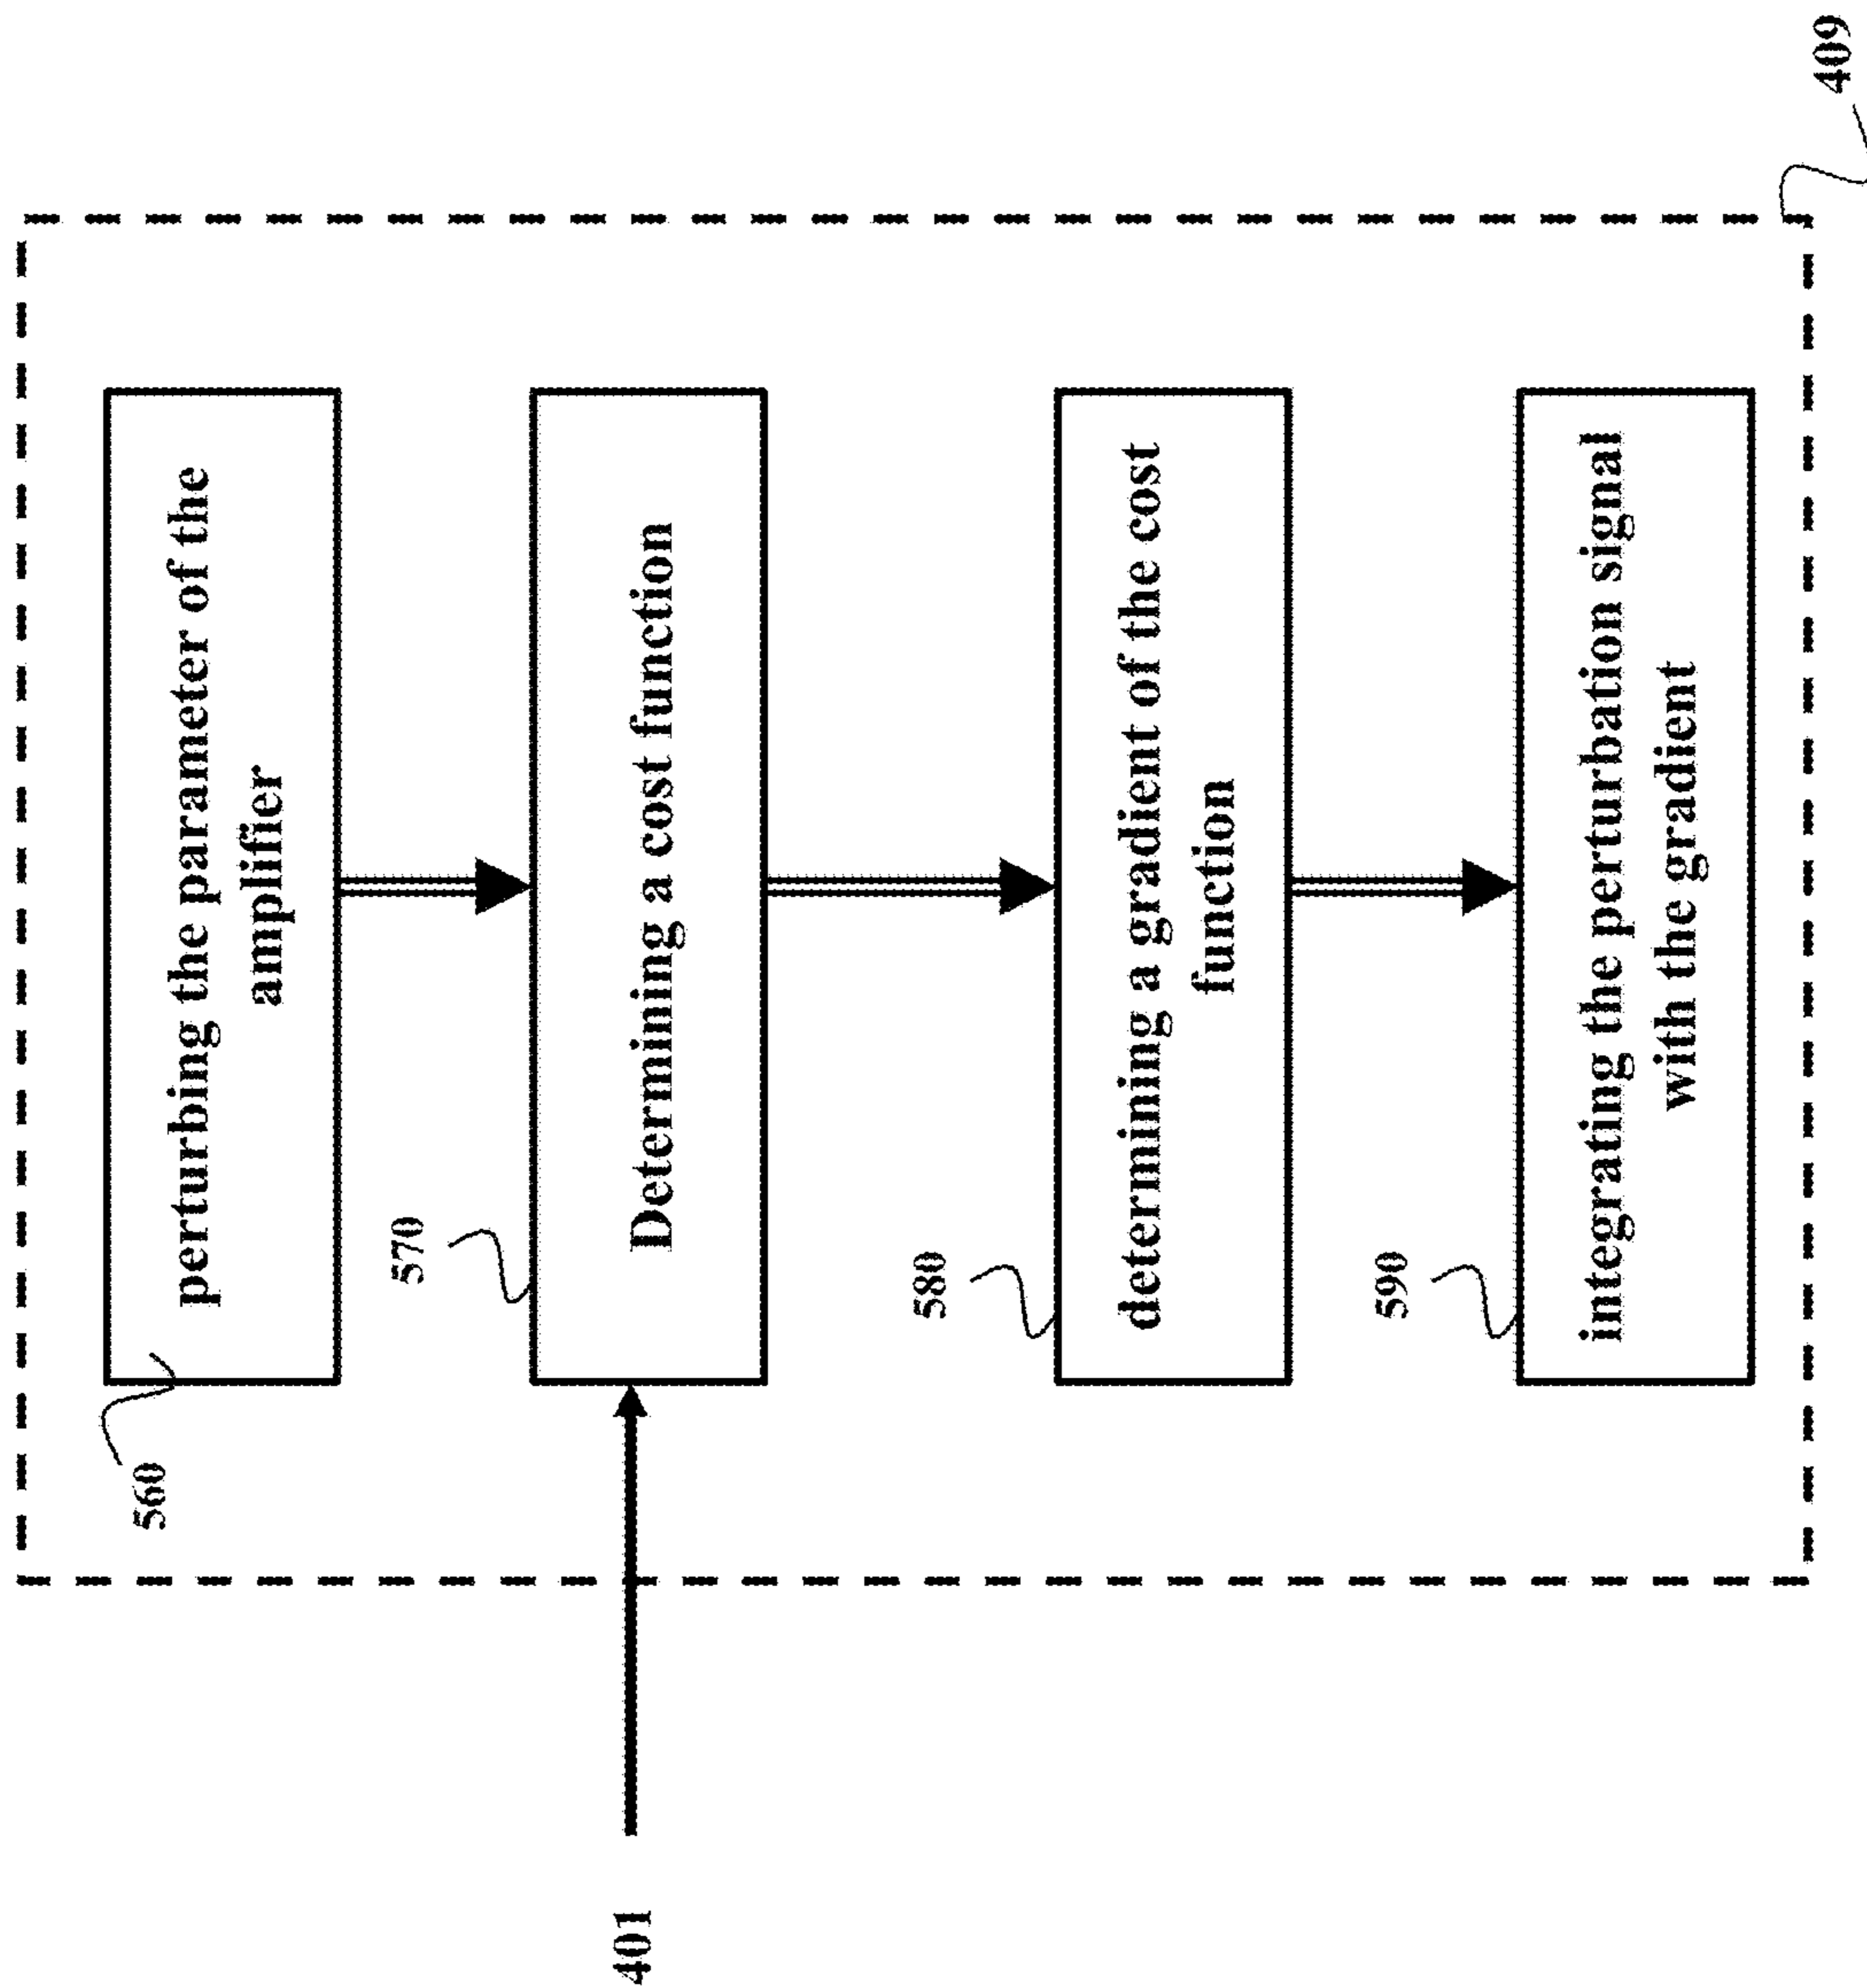 560
perturbing the parameter of the
amplifier
570
Determining a cost function
401
580
determining a gradient of the cost
function
590
integrating the perturbation signal
with the gradient
409